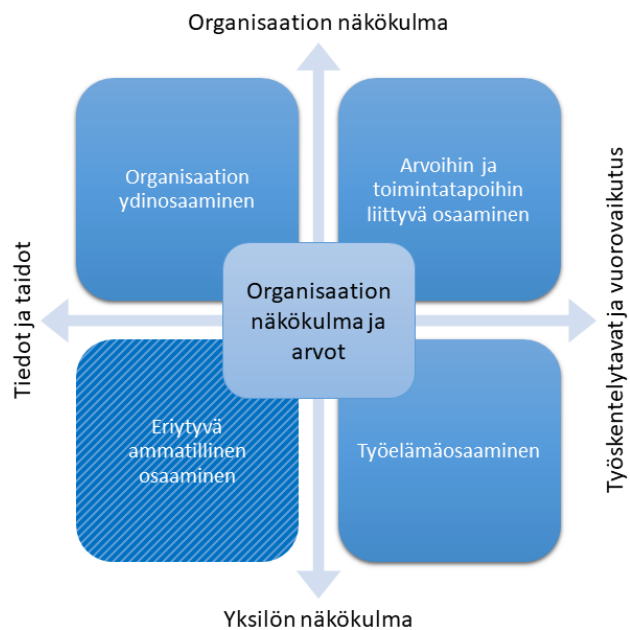 Organisaation näkökulma
Organisaation
ydinosaaminen
Arvoihin ja
toimintatapoihin
liittyvä osaaminen
Tiedot ja taidot
Organisaation
näkökulma ja
arvot
Työskentelytavat ja vuorovaikutus
Eriytyvä
ammatillinen
osaaminen
Työelämäosaaminen
Yksilön näkökulma